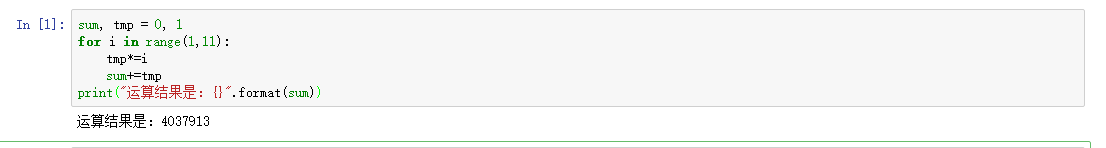 In [1]: sum, tmp = 0, 1
for i in range(1,11):
    tmp*=i
    sum+=tmp
print("运算结果是：{}".format(sum))
运算结果是：4037913